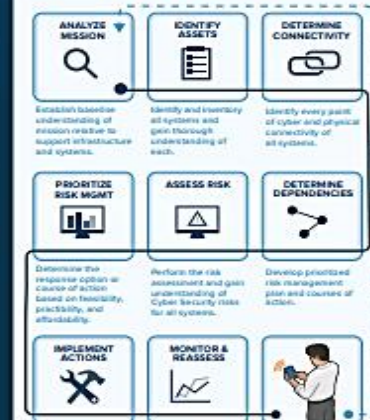 ANALYZE
MISSION
IDENTIFY
ASSETS
DETERMINE
CONNECTIVITY
Establish baseline
understanding of
mission relative to
support infrastructure
and systems.
Identify and inventory
all systems and
gain thorough
understanding of
each.
Identify every point
of cyber and physical
connectivity of
all systems.
PRIORITIZE
RISK MGMT
ASSESS RISK
DETERMINE
DEPENDENCIES
Determine the
response option or
course of action
based on feasibility,
practibility, and
affordability.
Perform the risk
assessment and gain
understanding of
Cyber Security risks
for all systems.
Develop prioritized
risk management
plan and courses of
action.
IMPLEMENT
ACTIONS
MONITOR &
REASSESS